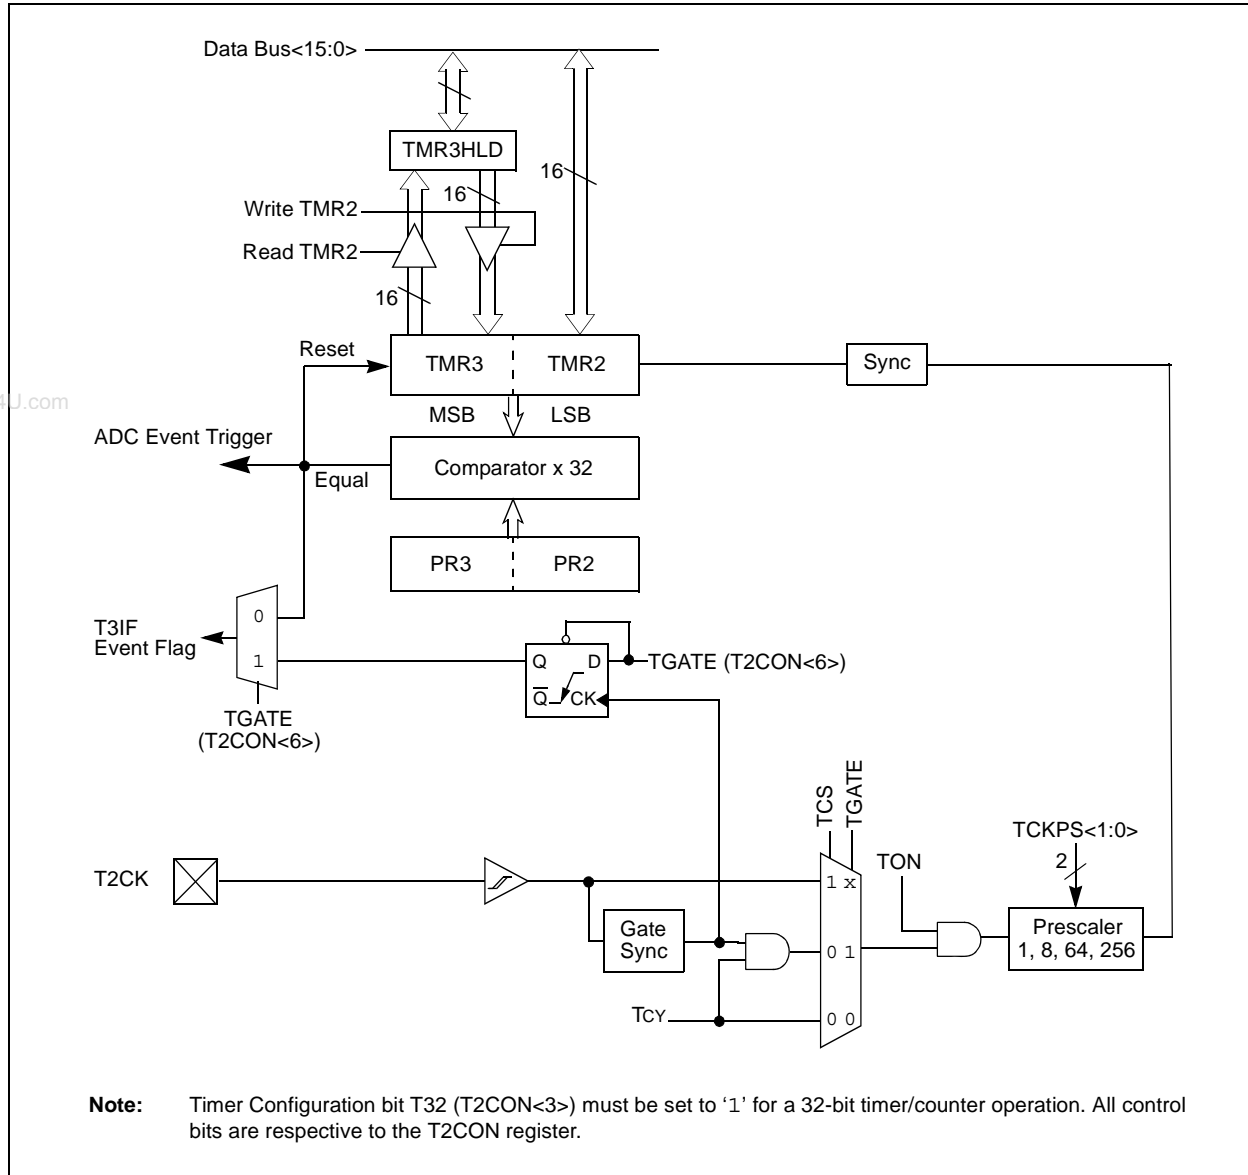 Data Bus<15:0>
TMR3HLD
16
16
Write TMR2
Read TMR2
16
Reset
TMR3
TMR2
Sync
4U.com
MSB
LSB
ADC Event Trigger
Equal
Comparator x 32
PR3
PR2
0
T3IF
Event Flag
1
Q
D
TGATE (T2CON<6>)
Q
CK
TGATE
(T2CON<6>)
TCS
TGATE
TCKPS<1:0>
2
TON
T2CK
1 x
Gate
Sync
0 1
Prescaler
1, 8, 64, 256
TCY
0 0
Note: Timer Configuration bit T32 (T2CON<3>) must be set to ‘1’ for a 32-bit timer/counter operation. All control
bits are respective to the T2CON register.